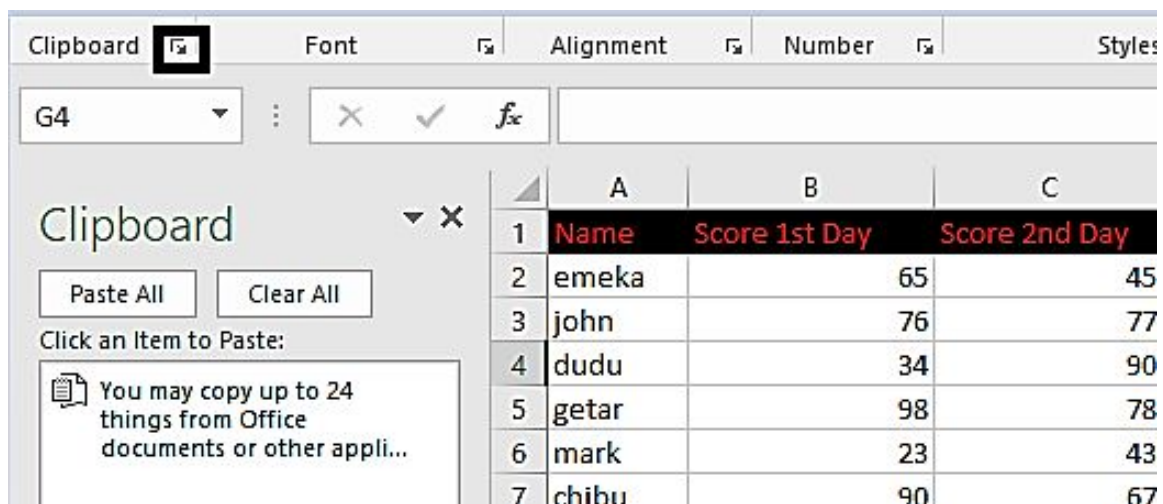 Clipboard Font Alignment Number Styles
G4 fx
A B C
Clipboard
1 Name Score 1st Day Score 2nd Day
Paste All Clear All
2 emeka 65 45
3 john 76 77
Click an Item to Paste:
4 dudu 34 90
You may copy up to 24
things from Office
documents or other appli...
5 getar 98 78
6 mark 23 43
7 chibu 90 67